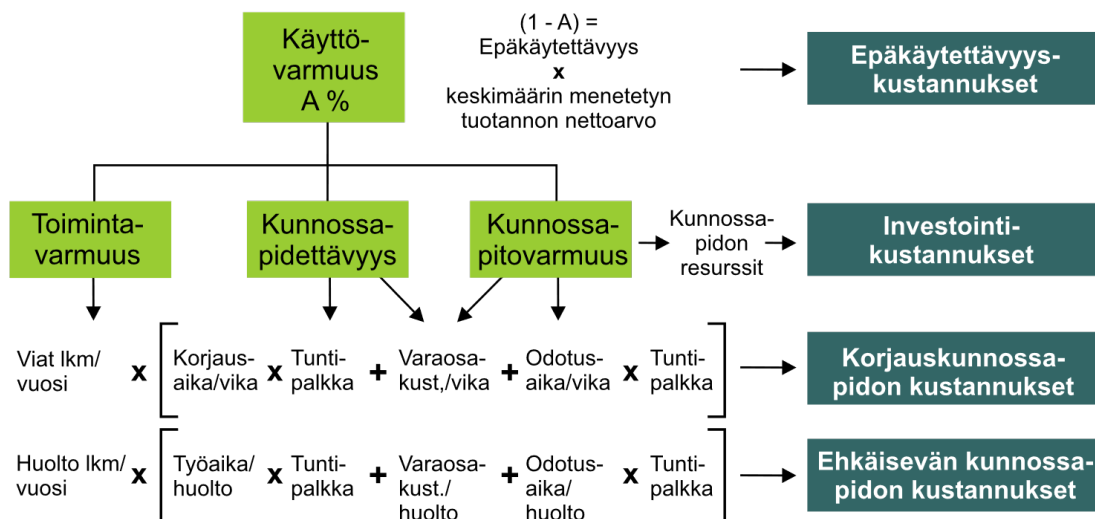 Käyttö-
varmuus
A %
(1 - A) =
Epäkäytettävyys
x
keskimäärin menetetyn
tuotannon nettoarvo
Epäkäytettävyys-
kustannukset
Toiminta-
varmuus
Kunnossa-
pidettävyys
Kunnossa-
pitovarmuus
Kunnossa-
pidon
resurssit
Investointi-
kustannukset
Viat lkm/
vuosi
x
Korjaus-
aika/vika
x
Tunti-
palkka
+
Varaosa-
kust,/vika
+
Odotus-
aika/vika
x
Tunti-
palkka
Korjauskunnossa-
pidon kustannukset
Huolto lkm/
vuosi
x
Työaika/
huolto
x
Tunti-
palkka
+
Varaosa-
kust./
huolto
+
Odotus-
aika/
huolto
x
Tunti-
palkka
Ehkäisevän kunnossa-
pidon kustannukset